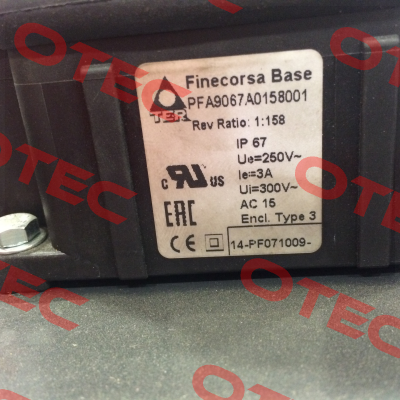 Finecorsa Base
PFA9067A0158001
TER
Rev Ratio: 1:158
IP 67
Ue=250V~
Ie=3A
Ui=300V~
AC 15
Encl. Type 3
c RU US
EAC
CE
14-PF071009-
OTEC
OTEC
OTEC
OTEC
OTEC
OTEC